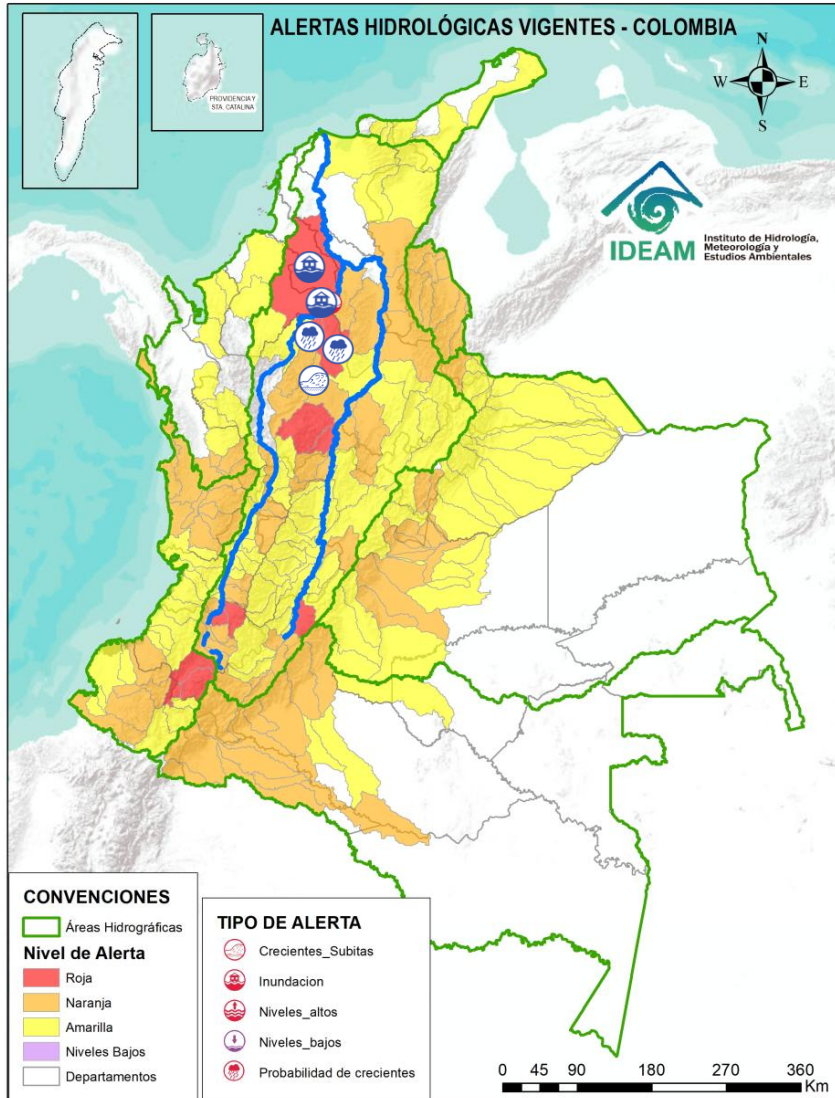 ALERTAS HIDROLÓGICAS VIGENTES - COLOMBIA
PROVIDENCIA Y
STA. CATALINA
N
W
E
S
IDEAM
Instituto de Hidrología,
Meteorología y
Estudios Ambientales
CONVENCIONES
Áreas Hidrográficas
Nivel de Alerta
Roja
Naranja
Amarilla
Niveles Bajos
Departamentos
TIPO DE ALERTA
Crecientes_Subitas
Inundacion
Niveles_altos
Niveles_bajos
Probabilidad de crecientes
0 45 90 180 270 360
Km